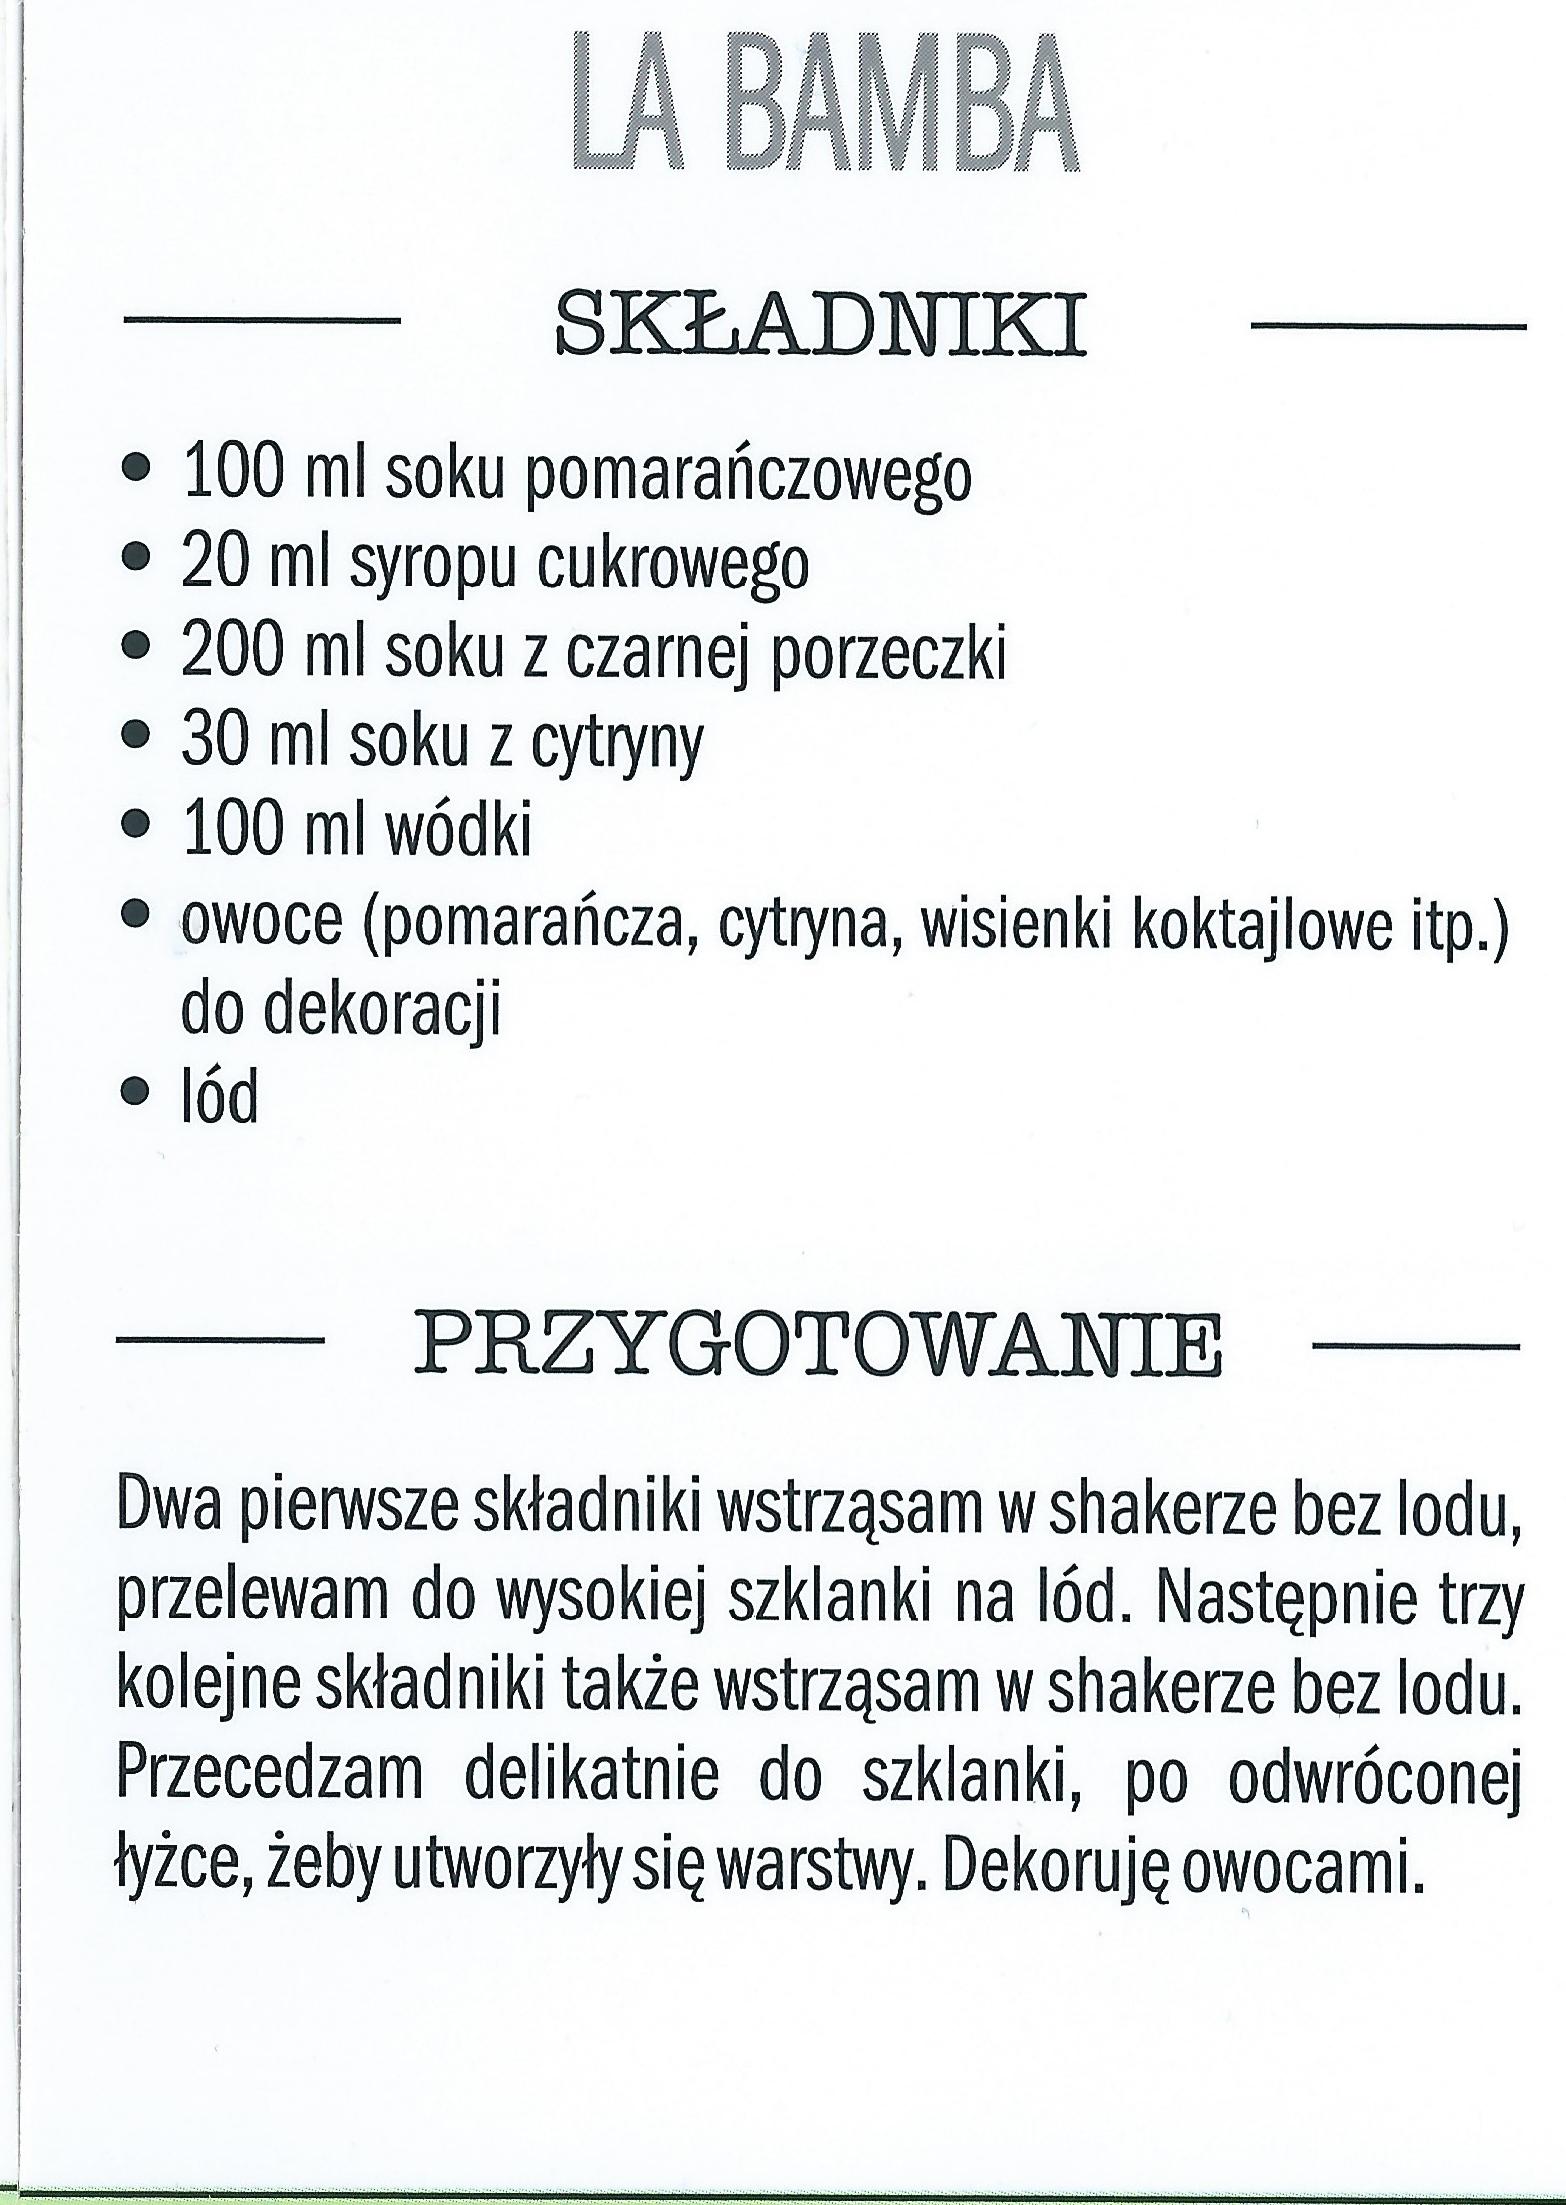 LA BAMBA
SKŁADNIKI
• 100 ml soku pomarańczowego
• 20 ml syropu cukrowego
• 200 ml soku z czarnej porzeczki
• 30 ml soku z cytryny
• 100 ml wódki
• owoce (pomarańcza, cytryna, wisienki koktajlowe itp.)
do dekoracji
• lód
PRZYGOTOWANIE
Dwa pierwsze składniki wstrząsam w shakerze bez lodu,
przelewam do wysokiej szklanki na lód. Następnie trzy
kolejne składniki także wstrząsam w shakerze bez lodu.
Przecedzam delikatnie do szklanki, po odwróconej
łyżce, żeby utworzyły się warstwy. Dekoruję owocami.